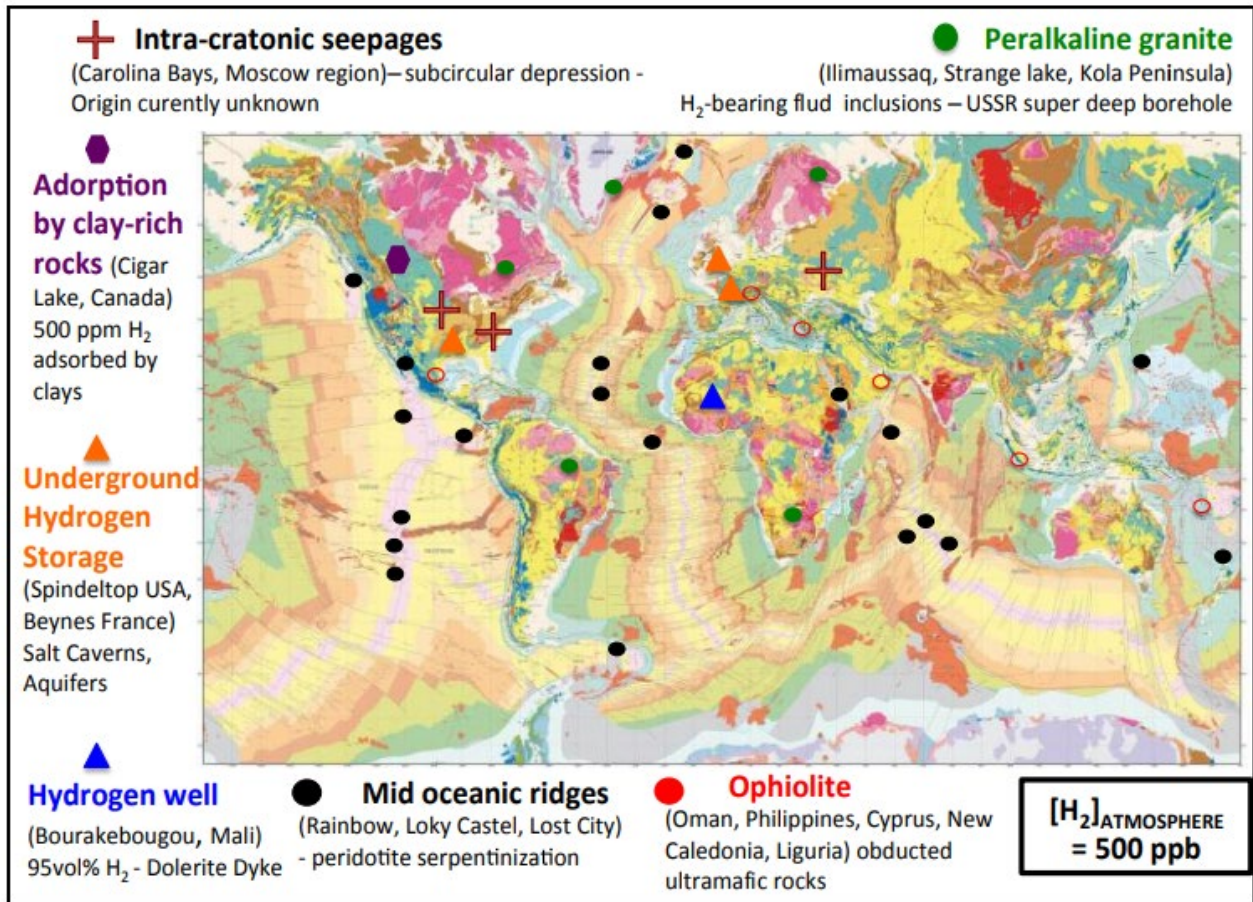 Intra-cratonic seepages
(Carolina Bays, Moscow region)– subcircular depression -
Origin curently unknown
Peralkaline granite
(Ilimaussaq, Strange lake, Kola Peninsula)
H₂-bearing flud inclusions – USSR super deep borehole
Adorption
by clay-rich
rocks (Cigar
Lake, Canada)
500 ppm H₂
adsorbed by
clays
Underground
Hydrogen
Storage
(Spindeltop USA,
Beynes France)
Salt Caverns,
Aquifers
Hydrogen well
(Bourakebougou, Mali)
95vol% H₂ - Dolerite Dyke
Mid oceanic ridges
(Rainbow, Loky Castel, Lost City)
- peridotite serpentinization
Ophiolite
(Oman, Philippines, Cyprus, New
Caledonia, Liguria) obducted
ultramafic rocks
[H₂]ATMOSPHERE
= 500 ppb